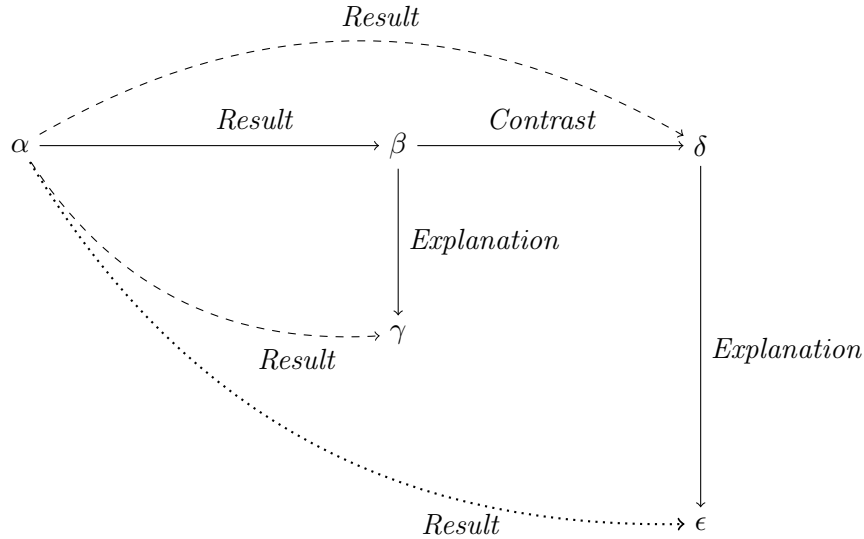 Result
α Result β Contrast δ
Explanation
γ
Explanation
Result
Result ϵ